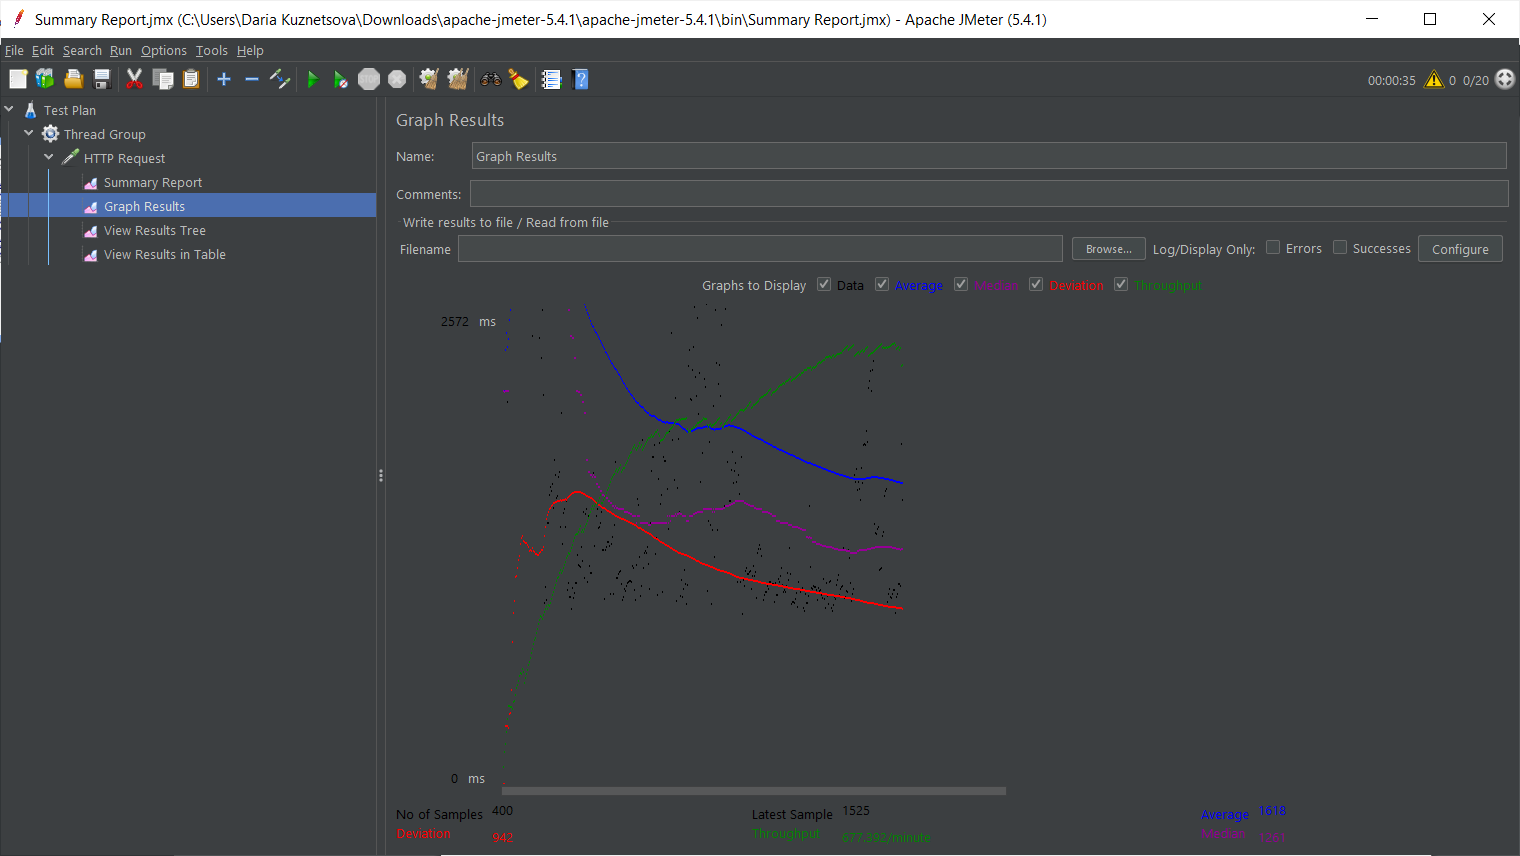 Summary Report.jmx (C:\Users\Daria Kuznetsova\Downloads\apache-jmeter-5.4.1\apache-jmeter-5.4.1\bin\Summary Report.jmx) - Apache JMeter (5.4.1)
File Edit Search Run Options Tools Help
00:00:35 0 0/20
Test Plan
Thread Group
HTTP Request
Summary Report
Graph Results
View Results Tree
View Results in Table
Graph Results
Name: Graph Results
Comments:
Write results to file / Read from file
Filename Browse... Log/Display Only: Errors Successes Configure
Graphs to Display Data Average Median Deviation Throughput
2572 ms
0 ms
No of Samples 400 Latest Sample 1525 Average 1618
Deviation 942 Throughput 677.392/minute Median